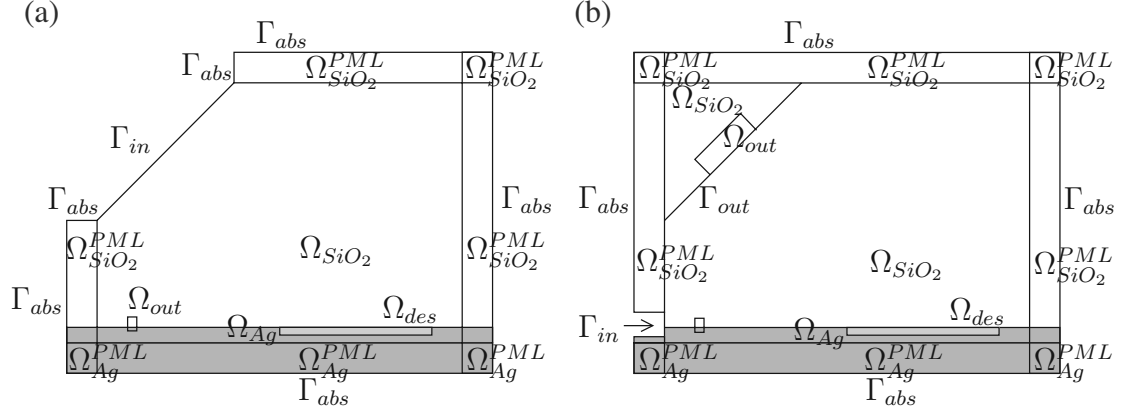 (a)
Γ_abs
Γ_abs
Ω^PML_SiO₂
Ω^PML_SiO₂
Γ_in
Γ_abs
Γ_abs
Ω^PML_SiO₂
Ω_SiO₂
Ω^PML_SiO₂
Γ_abs
Ω_out
Ω_des
Ω_Ag
Ω^PML_Ag
Ω^PML_Ag
Ω^PML_Ag
Γ_abs
(b)
Γ_abs
Ω^PML_SiO₂
Ω^PML_SiO₂
Ω^PML_SiO₂
Ω_SiO₂
Ω_out
Γ_abs
Γ_out
Γ_abs
Ω^PML_SiO₂
Ω_SiO₂
Ω^PML_SiO₂
Ω_des
Γ_in
Ω_Ag
Ω^PML_Ag
Ω^PML_Ag
Ω^PML_Ag
Γ_abs